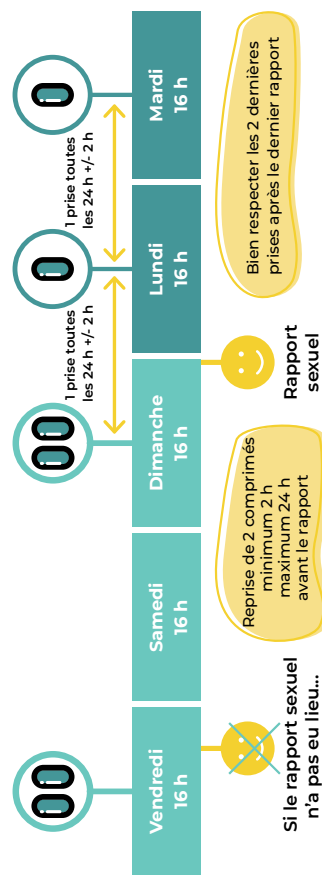 1 prise toutes
les 24 h +/- 2 h
1 prise toutes
les 24 h +/- 2 h
Vendredi
16 h
Samedi
16 h
Dimanche
16 h
Lundi
16 h
Mardi
16 h
Si le rapport sexuel
n'a pas eu lieu...
Reprise de 2 comprimés
minimum 2 h
maximum 24 h
avant le rapport
Rapport
sexuel
Bien respecter les 2 dernières
prises après le dernier rapport